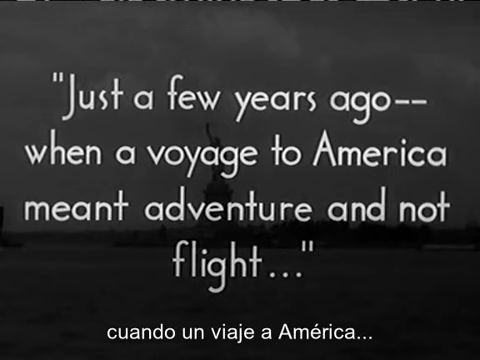 "Just a few years ago--
when a voyage to America
meant adventure and not
flight..."
cuando un viaje a América...